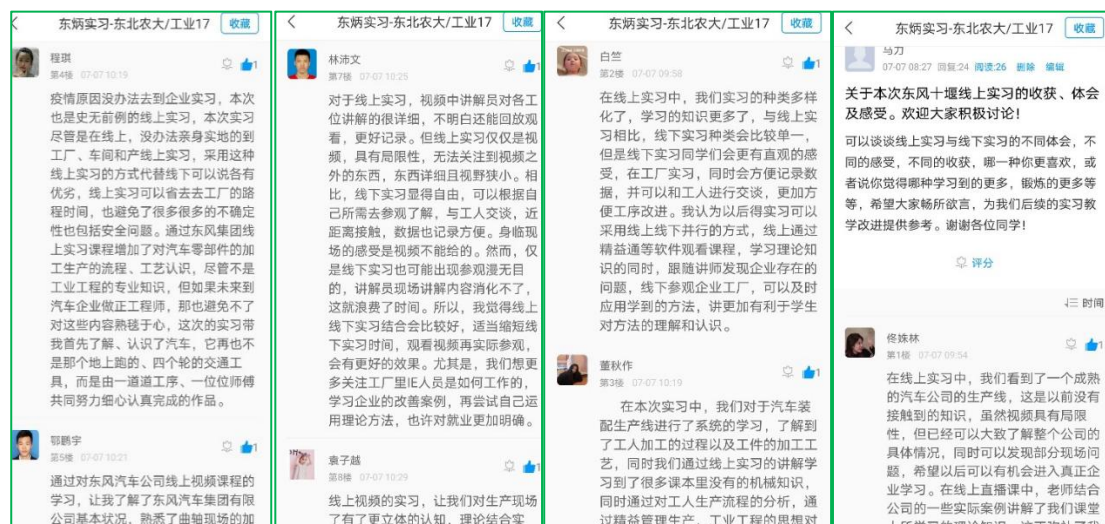 东炳实习-东北农大/工业17 收藏
程琪
第4楼 07-07 10:19
1
疫情原因没办法去到企业实习，本次
也是史无前例的线上实习，本次实习
尽管是在线上，没办法亲身实地的到
工厂、车间和产线上实习，采用这种
线上实习的方式代替线下可以说各有
优劣，线上实习可以省去去工厂的路
程时间，也避免了很多很多的不确定
性也包括安全问题。通过东风集团线
上实习课程增加了对汽车零部件的加
工生产的流程、工艺认识，尽管不是
工业工程的专业知识，但如果未来到
汽车企业做正工程师，那也避免不了
对这些内容熟毯于心，这次的实习带
我首先了解、认识了汽车，它再也不
是那个地上跑的、四个轮的交通工
具，而是由一道道工序、一位位师傅
共同努力细心认真完成的作品。
鄂鹏宇
第5楼 07-07 10:21
1
通过对东风汽车公司线上视频课程的
学习，让我了解了东风汽车集团有限
公司基本状况，熟悉了曲轴现场的加
东炳实习-东北农大/工业17 收藏
林沛文
第7楼 07-07 10:25
1
对于线上实习，视频中讲解员对各工
位讲解的很详细，不明白还能回放观
看，更好记录。但线上实习仅仅是视
频，具有局限性，无法关注到视频之
外的东西，东西详细且视野狭小。相
比，线下实习显得自由，可以根据自
己所需去参观了解，与工人交谈，近
距离接触，数据也记录方便。身临现
场的感受是视频不能给的。然而，仅
是线下实习也可能出现参观漫无目
的，讲解员现场讲解内容消化不了，
这就浪费了时间。所以，我觉得线上
线下实习结合会比较好，适当缩短线
下实习时间，观看视频再实际参观，
会有更好的效果。尤其是，我们想更
多关注工厂里IE人员是如何工作的，
学习企业的改善案例，再尝试自己运
用理论方法，也许对就业更加明确。
袁子越
第8楼 07-07 10:29
1
线上视频的实习，让我们对生产现场
了有了更立体的认知，理论结合实
东炳实习-东北农大/工业17 收藏
白竺
第2楼 07-07 09:58
1
在线上实习中，我们实习的种类多样
化了，学习的知识更多了，与线上实
习相比，线下实习种类会比较单一，
但是线下实习同学们会更有直观的感
受，在工厂实习，同时会方便记录数
据，并可以和工人进行交谈，更加方
便工序改进。我认为以后得实习可以
采用线上线下并行的方式，线上通过
精益通等软件观看课程，学习理论知
识的同时，跟随讲师发现企业存在的
问题，线下参观企业工厂，可以及时
应用学到的方法，讲更加有利于学生
对方法的理解和认识。
董秋作
第3楼 07-07 10:19
1
在本次实习中，我们对于汽车装
配生产线进行了系统的学习，了解到
了工人加工的过程以及工件的加工工
艺，同时我们通过线上实习的讲解学
习到了很多课本里没有的机械知识，
同时通过对工人生产流程的分析，通
过精益管理生产、工业工程的思想对
东炳实习-东北农大/工业17 收藏
马力
07-07 08:27 回复:24 阅读:26 删除 编辑
关于本次东风十堰线上实习的收获、体会
及感受。欢迎大家积极讨论！
可以谈谈线上实习与线下实习的不同体会，不
同的感受，不同的收获，哪一种你更喜欢，或
者说你觉得哪种学习到的更多，锻炼的更多等
等，希望大家畅所欲言，为我们后续的实习教
学改进提供参考。谢谢各位同学！
评分
时间
佟姝林
第1楼 07-07 09:54
1
在线上实习中，我们看到了一个成熟
的汽车公司的生产线，这是以前没有
接触到的知识，虽然视频具有局限
性，但已经可以大致了解整个公司的
具体情况，同时可以发现部分现场问
题，希望以后可以有机会进入真正企
业学习。在线上直播课中，老师结合
公司的一些实际案例讲解了我们课堂